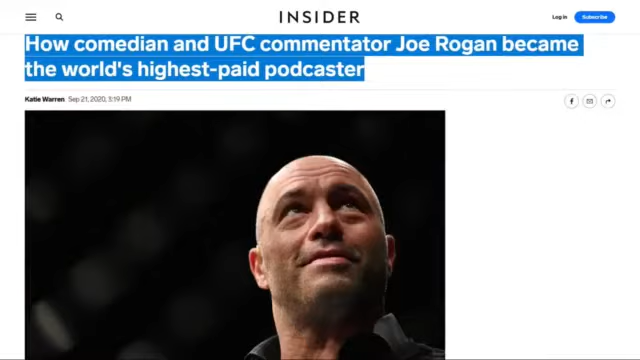 INSIDER
Log in
Subscribe
How comedian and UFC commentator Joe Rogan became
the world's highest-paid podcaster
Katie Warren Sep 21, 2020, 3:19 PM